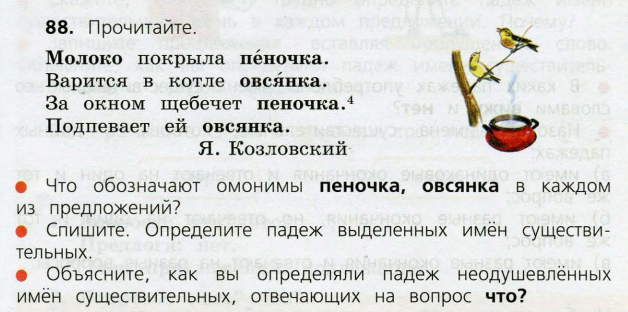 88. Прочитайте.
Молоко покрыла пе́ночка.
Варится в котле овся́нка.
За окном щебечет пеночка.⁴
Подпевает ей овсянка.
Я. Козловский
● Что обозначают омонимы пеночка, овсянка в каждом
из предложений?
● Спишите. Определите падеж выделенных имён существи-
тельных.
● Объясните, как вы определяли падеж неодушевлённых
имён существительных, отвечающих на вопрос что?